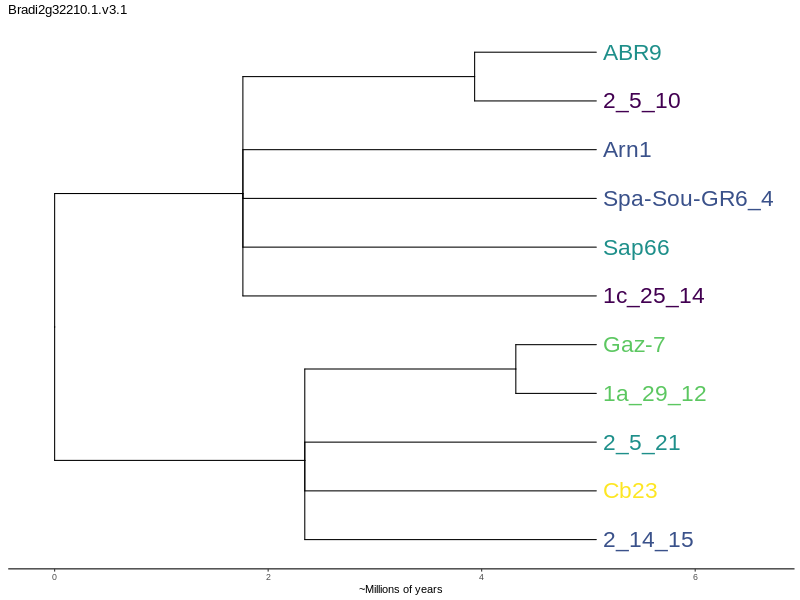 Bradi2g32210.1.v3.1
ABR9
2_5_10
Arn1
Spa-Sou-GR6_4
Sap66
1c_25_14
Gaz-7
1a_29_12
2_5_21
Cb23
2_14_15
0 2 4 6
~Millions of years